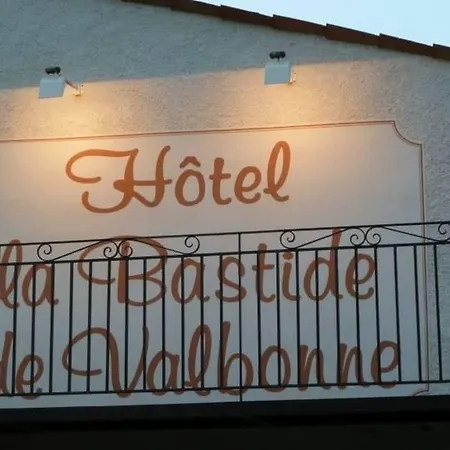 Hôtel
la Bastide
de Valbonne